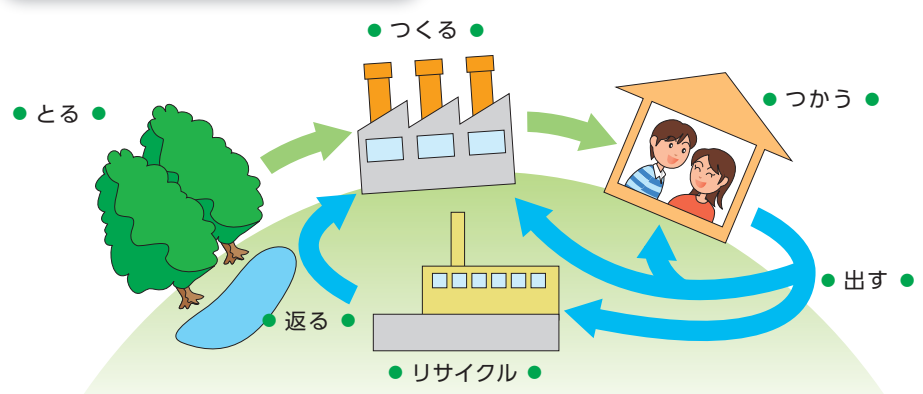 ● つくる ●
● とる ●
● つかう ●
● 出す ●
● 返る ●
● リサイクル ●